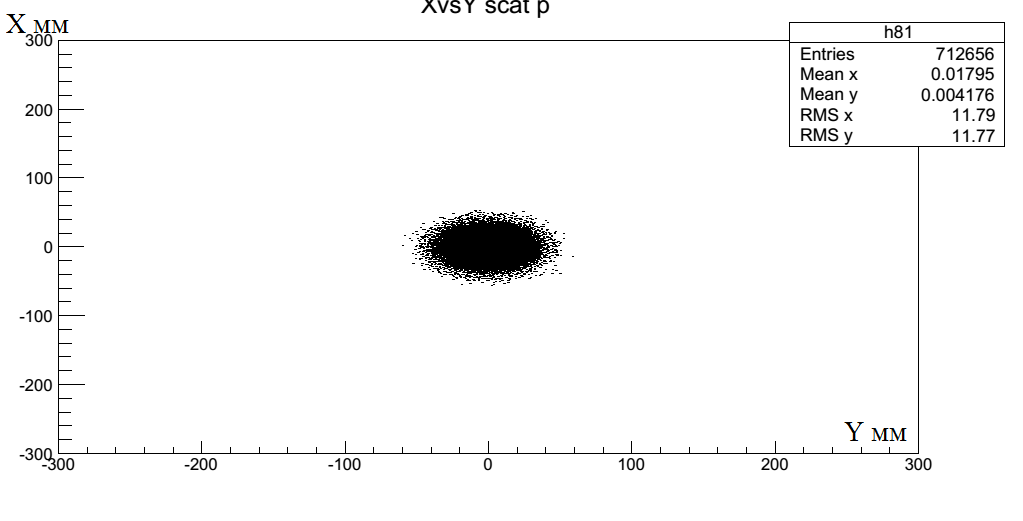 XvsY scat p
X мм
h81
Entries 712656
Mean x 0.01795
Mean y 0.004176
RMS x 11.79
RMS y 11.77
300
200
100
0
-100
-200
-300
Y мм
-300 -200 -100 0 100 200 300